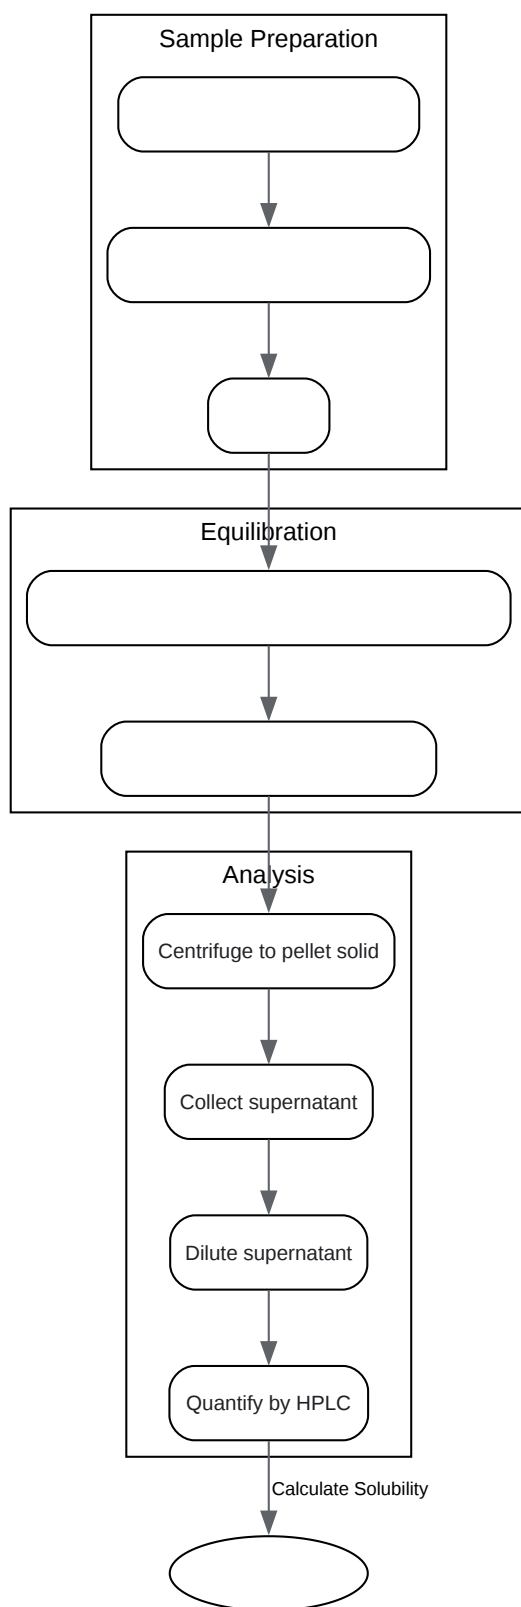 Sample Preparation
Equilibration
Analysis
Centrifuge to pellet solid
Collect supernatant
Dilute supernatant
Quantify by HPLC
Calculate Solubility